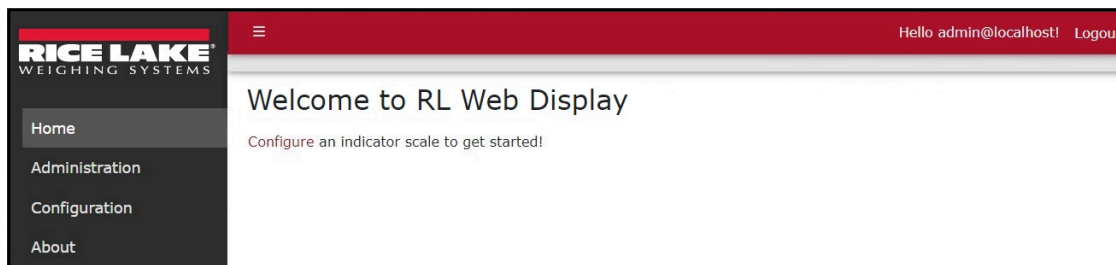 RICE LAKE®
WEIGHING SYSTEMS
Home
Administration
Configuration
About
☰ Hello admin@localhost! Logou
Welcome to RL Web Display
Configure an indicator scale to get started!